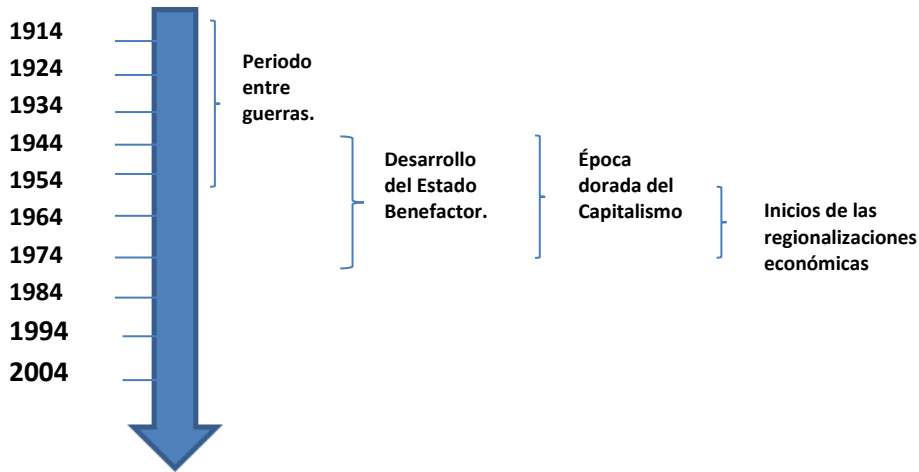 1914
1924
1934
1944
1954
1964
1974
1984
1994
2004
Periodo
entre
guerras.
Desarrollo
del Estado
Benefactor.
Época
dorada del
Capitalismo
Inicios de las
regionalizaciones
económicas